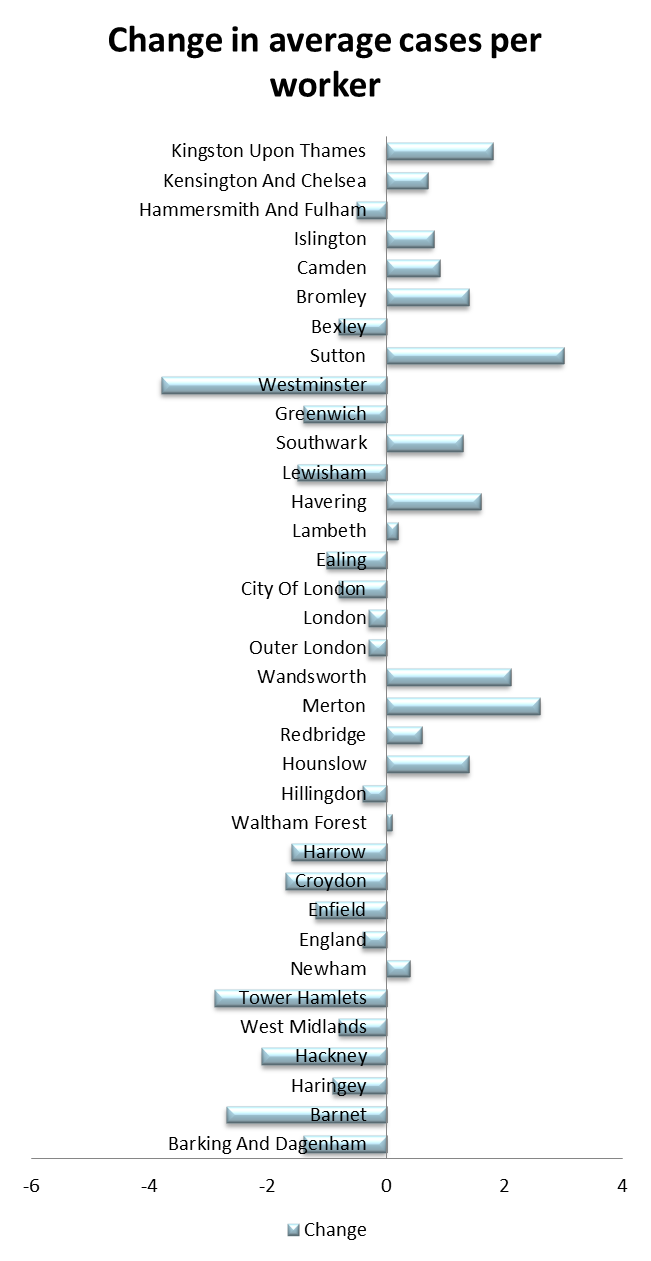 Change in average cases per
worker
Kingston Upon Thames
Kensington And Chelsea
Hammersmith And Fulham
Islington
Camden
Bromley
Bexley
Sutton
Westminster
Greenwich
Southwark
Lewisham
Havering
Lambeth
Ealing
City Of London
London
Outer London
Wandsworth
Merton
Redbridge
Hounslow
Hillingdon
Waltham Forest
Harrow
Croydon
Enfield
England
Newham
Tower Hamlets
West Midlands
Hackney
Haringey
Barnet
Barking And Dagenham
-6 -4 -2 0 2 4
Change